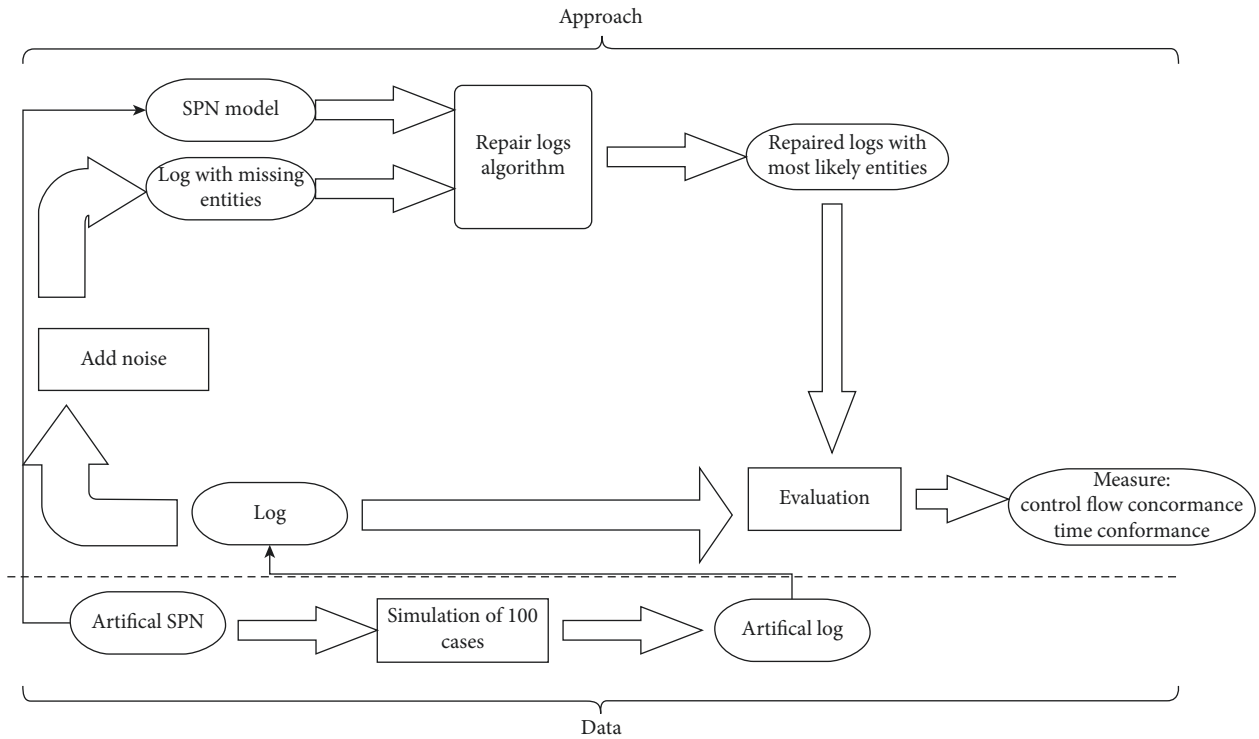 Approach
SPN model
Log with missing
entities
Repair logs
algorithm
Repaired logs with
most likely entities
Add noise
Log
Evaluation
Measure:
control flow concormance
time conformance
Artifical SPN
Simulation of 100
cases
Artifical log
Data